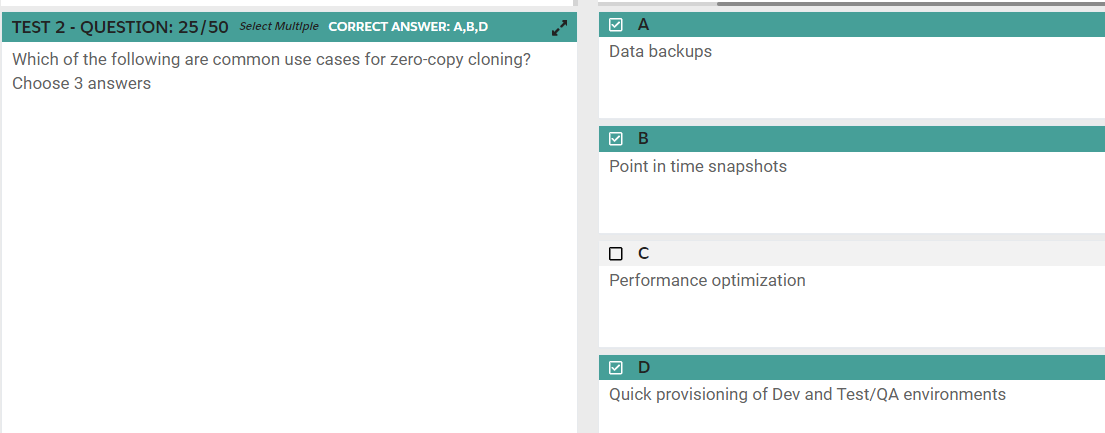 TEST 2 - QUESTION: 25/50 Select Multiple CORRECT ANSWER: A,B,D
Which of the following are common use cases for zero-copy cloning?
Choose 3 answers
A
Data backups
B
Point in time snapshots
C
Performance optimization
D
Quick provisioning of Dev and Test/QA environments